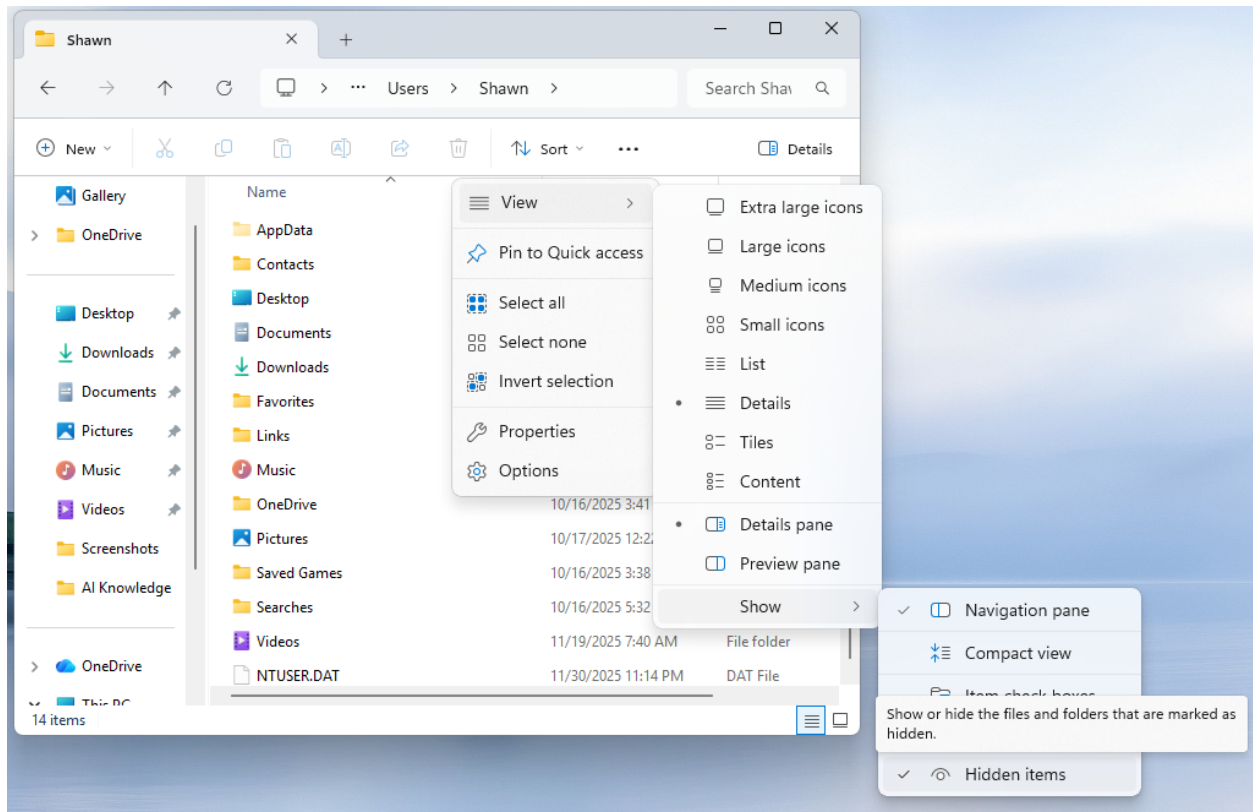 Shawn
Users
Shawn
Search Shav
New
Sort
Details
Gallery
OneDrive
Desktop
Downloads
Documents
Pictures
Music
Videos
Screenshots
AI Knowledge
OneDrive
This PC
Name
AppData
Contacts
Desktop
Documents
Downloads
Favorites
Links
Music
OneDrive 10/16/2025 3:41
Pictures 10/17/2025 12:22
Saved Games 10/16/2025 3:38
Searches 10/16/2025 5:32
Videos 11/19/2025 7:40 AM File folder
NTUSER.DAT 11/30/2025 11:14 PM DAT File
14 items
View
Pin to Quick access
Select all
Select none
Invert selection
Properties
Options
Extra large icons
Large icons
Medium icons
Small icons
List
Details
Tiles
Content
Details pane
Preview pane
Show
Navigation pane
Compact view
Item check boxes
Show or hide the files and folders that are marked as
hidden.
Hidden items